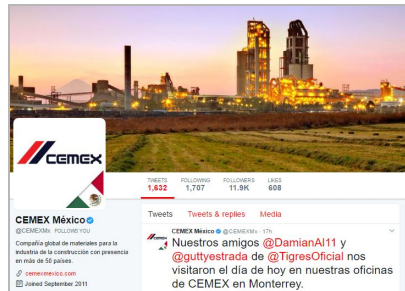 CEMEX
TWEETS FOLLOWING FOLLOWERS LIKES
1,632 1,707 11.9K 608
CEMEX México
@CEMEXMx FOLLOWS YOU
Compañía global de materiales para la
industria de la construcción con presencia
en más de 50 países.
cemexmexico.com
Joined September 2011
Tweets Tweets & replies Media
CEMEX México @CEMEXMx · 17h
CEMEX
Nuestros amigos @DamianAl11 y
@guttyestrada de @TigresOficial nos
visitaron el día de hoy en nuestras oficinas
de CEMEX en Monterrey.